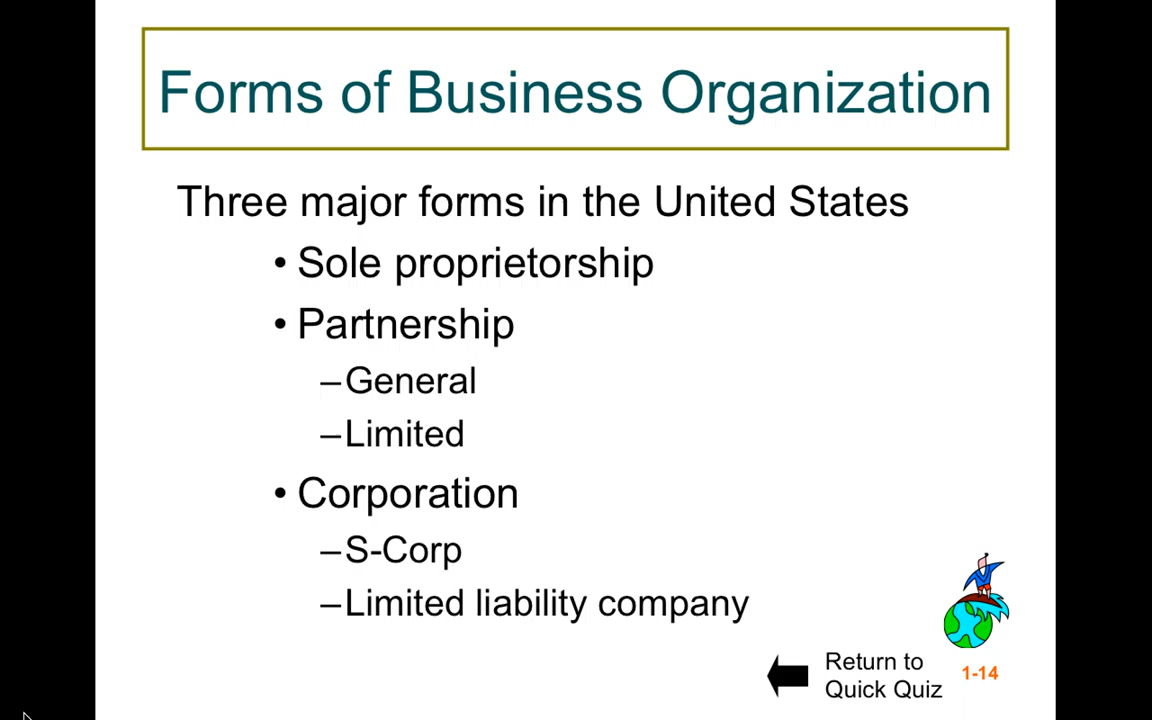 Forms of Business Organization
Three major forms in the United States
• Sole proprietorship
• Partnership
–General
–Limited
• Corporation
–S-Corp
–Limited liability company
Return to
Quick Quiz
1-14